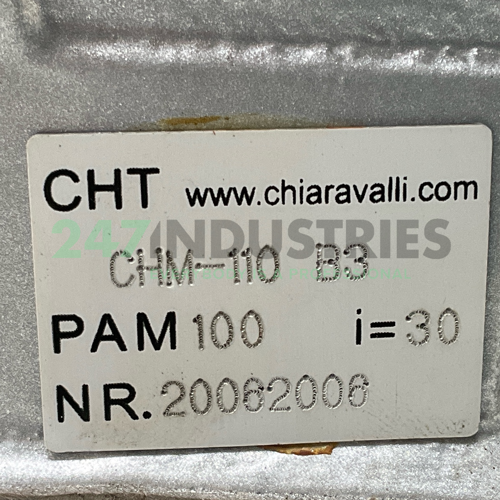 CHT www.chiaravalli.com
247INDUSTRIES
CHM-110 B3
PAM 100 i=30
NR. 20062006